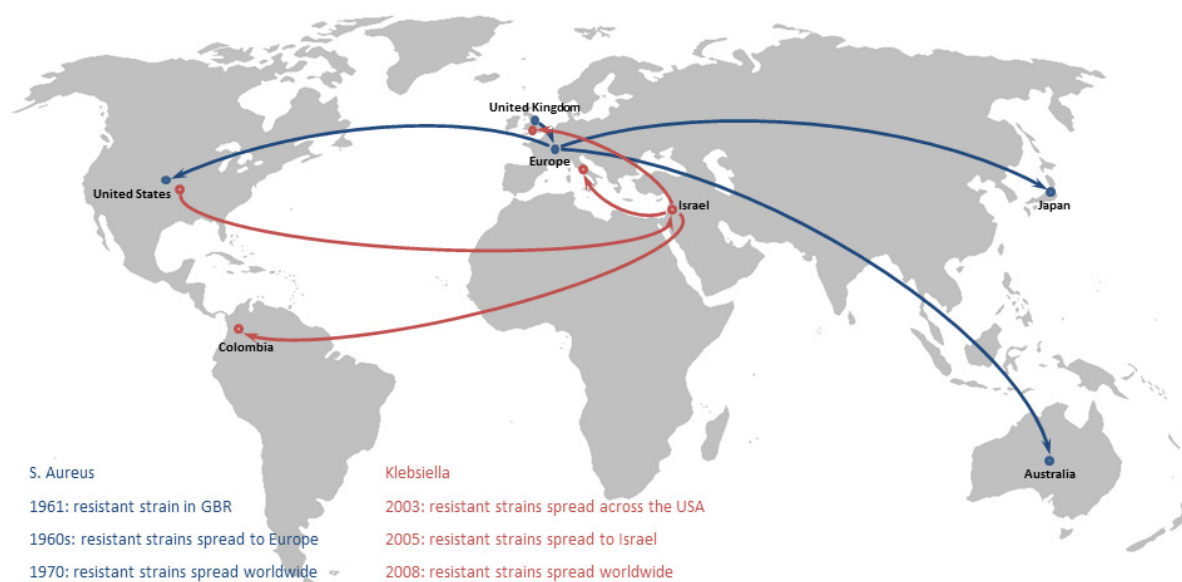 United Kingdom
Europe
United States
Israel
Japan
Colombia
Australia
S. Aureus
1961: resistant strain in GBR
1960s: resistant strains spread to Europe
1970: resistant strains spread worldwide
Klebsiella
2003: resistant strains spread across the USA
2005: resistant strains spread to Israel
2008: resistant strains spread worldwide